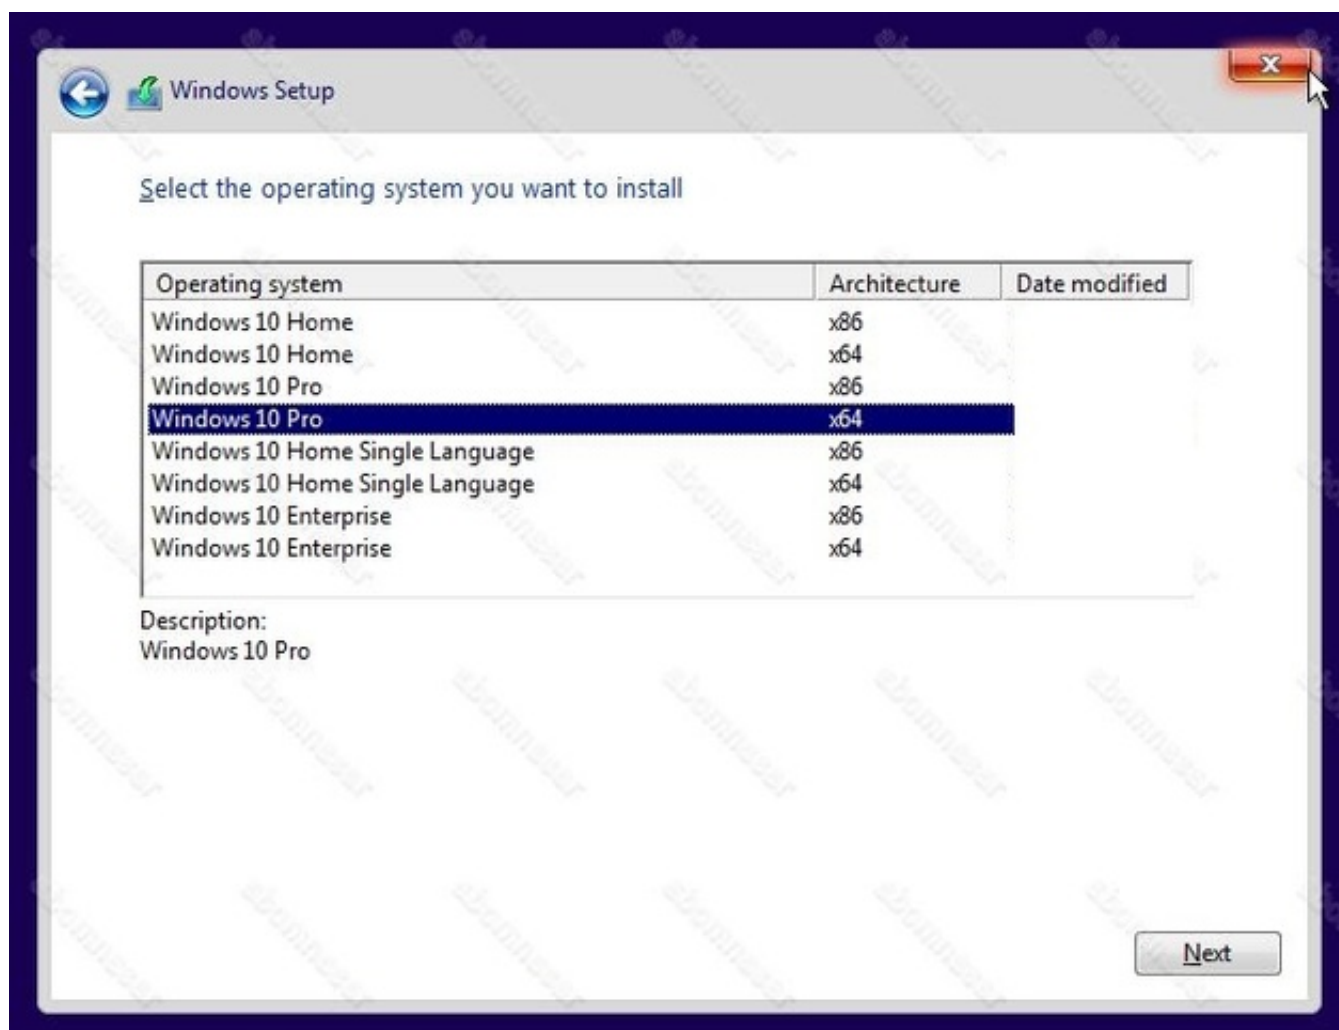 Windows Setup
Select the operating system you want to install
Operating system Architecture Date modified
Windows 10 Home x86
Windows 10 Home x64
Windows 10 Pro x86
Windows 10 Pro x64
Windows 10 Home Single Language x86
Windows 10 Home Single Language x64
Windows 10 Enterprise x86
Windows 10 Enterprise x64
Description:
Windows 10 Pro
Next